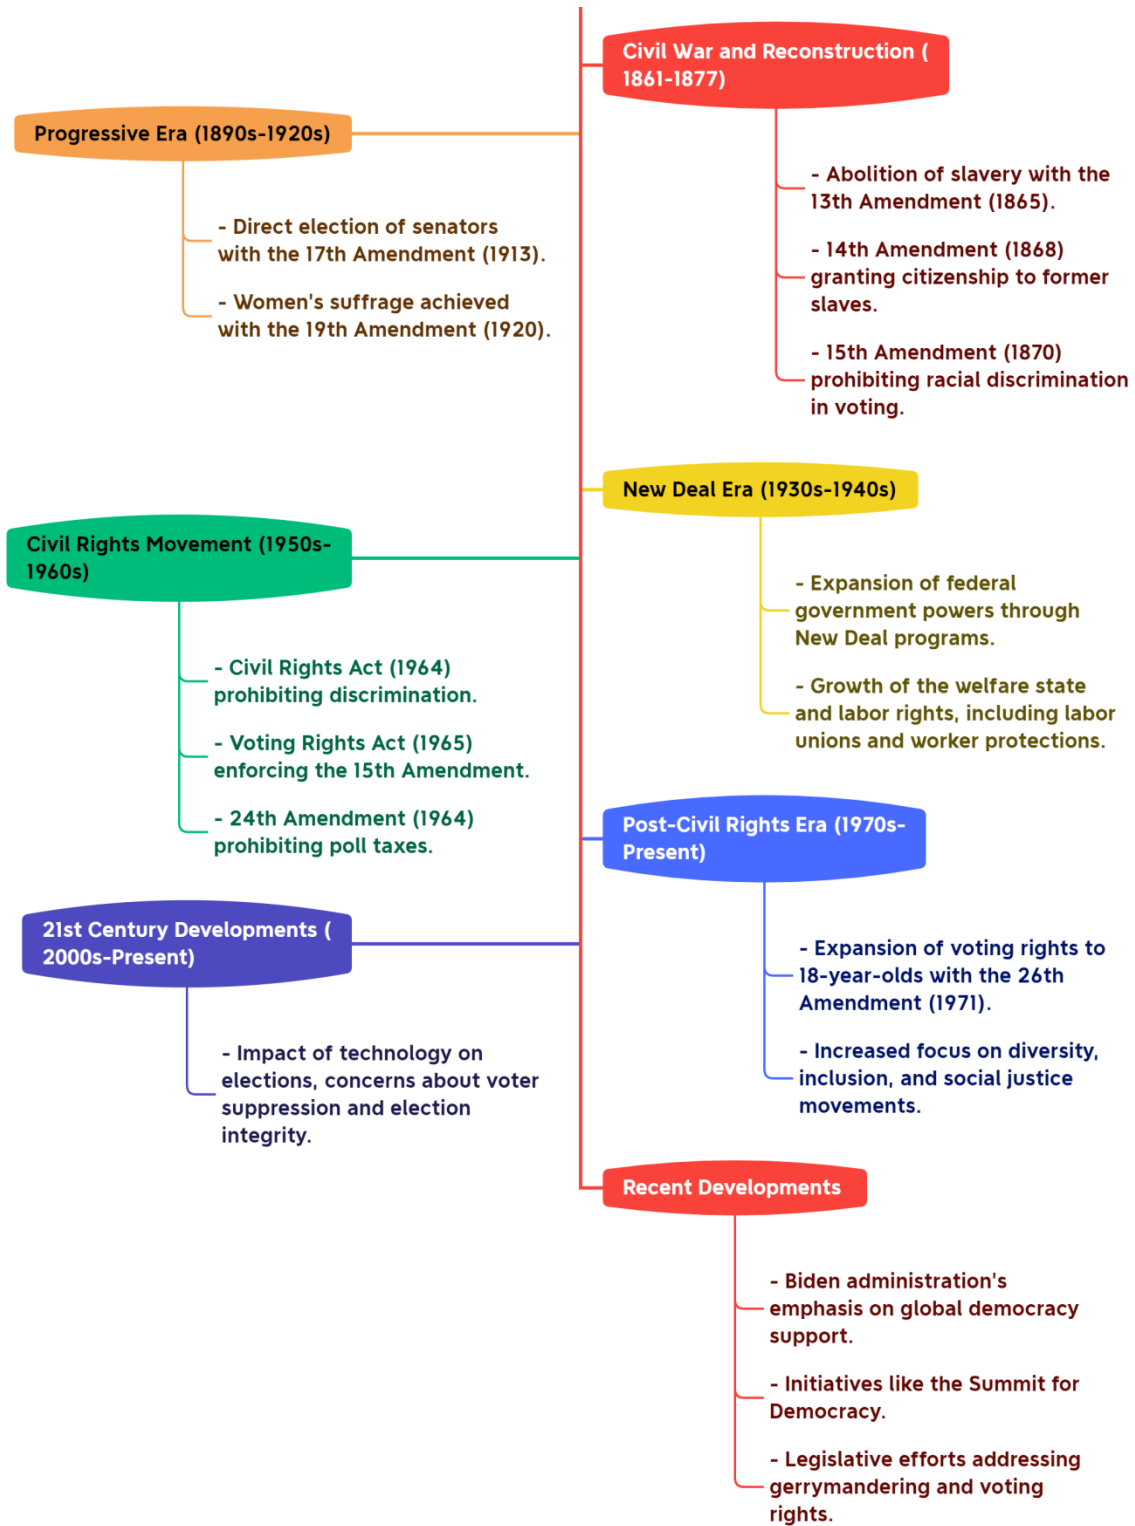 Civil War and Reconstruction (
1861-1877)
- Abolition of slavery with the
13th Amendment (1865).
- 14th Amendment (1868)
granting citizenship to former
slaves.
- 15th Amendment (1870)
prohibiting racial discrimination
in voting.
Progressive Era (1890s-1920s)
- Direct election of senators
with the 17th Amendment (1913).
- Women's suffrage achieved
with the 19th Amendment (1920).
New Deal Era (1930s-1940s)
- Expansion of federal
government powers through
New Deal programs.
- Growth of the welfare state
and labor rights, including labor
unions and worker protections.
Civil Rights Movement (1950s-
1960s)
- Civil Rights Act (1964)
prohibiting discrimination.
- Voting Rights Act (1965)
enforcing the 15th Amendment.
- 24th Amendment (1964)
prohibiting poll taxes.
Post-Civil Rights Era (1970s-
Present)
- Expansion of voting rights to
18-year-olds with the 26th
Amendment (1971).
- Increased focus on diversity,
inclusion, and social justice
movements.
21st Century Developments (
2000s-Present)
- Impact of technology on
elections, concerns about voter
suppression and election
integrity.
Recent Developments
- Biden administration's
emphasis on global democracy
support.
- Initiatives like the Summit for
Democracy.
- Legislative efforts addressing
gerrymandering and voting
rights.